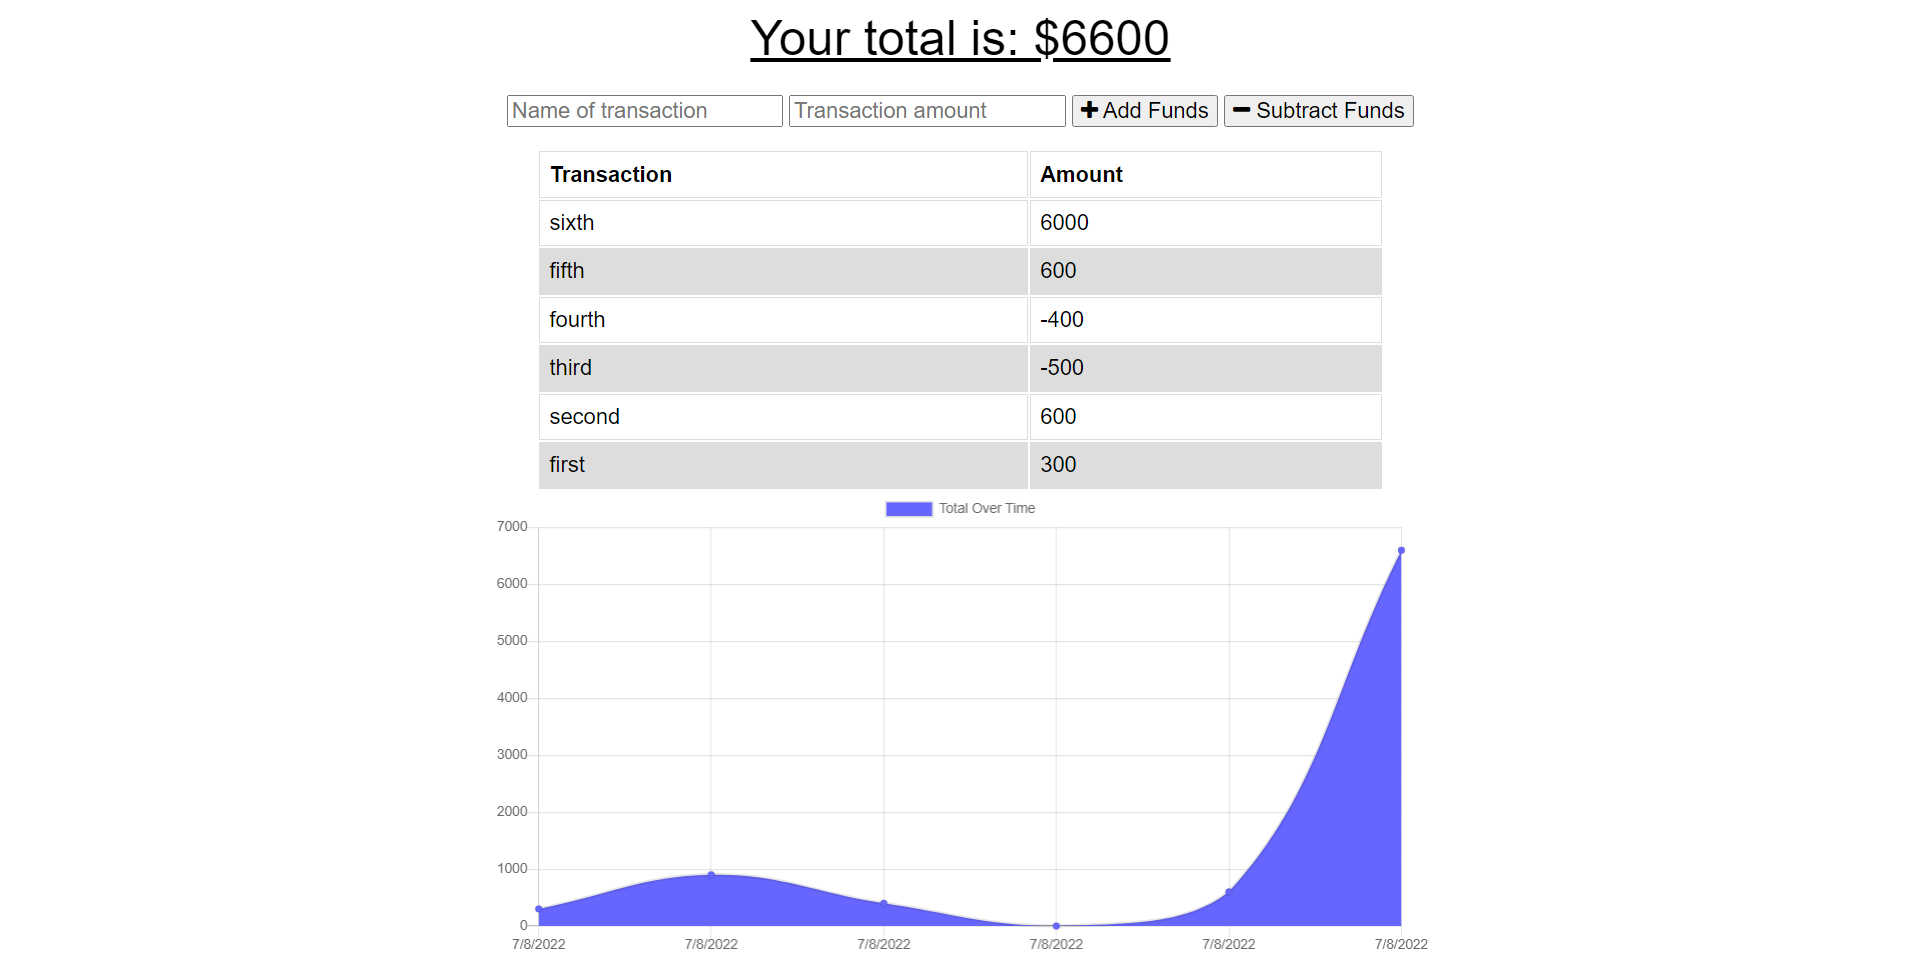 Your total is: $6600
Name of transaction Transaction amount Add Funds Subtract Funds
Transaction Amount
sixth 6000
fifth 600
fourth -400
third -500
second 600
first 300
Total Over Time
7000
6000
5000
4000
3000
2000
1000
0
7/8/2022 7/8/2022 7/8/2022 7/8/2022 7/8/2022 7/8/2022